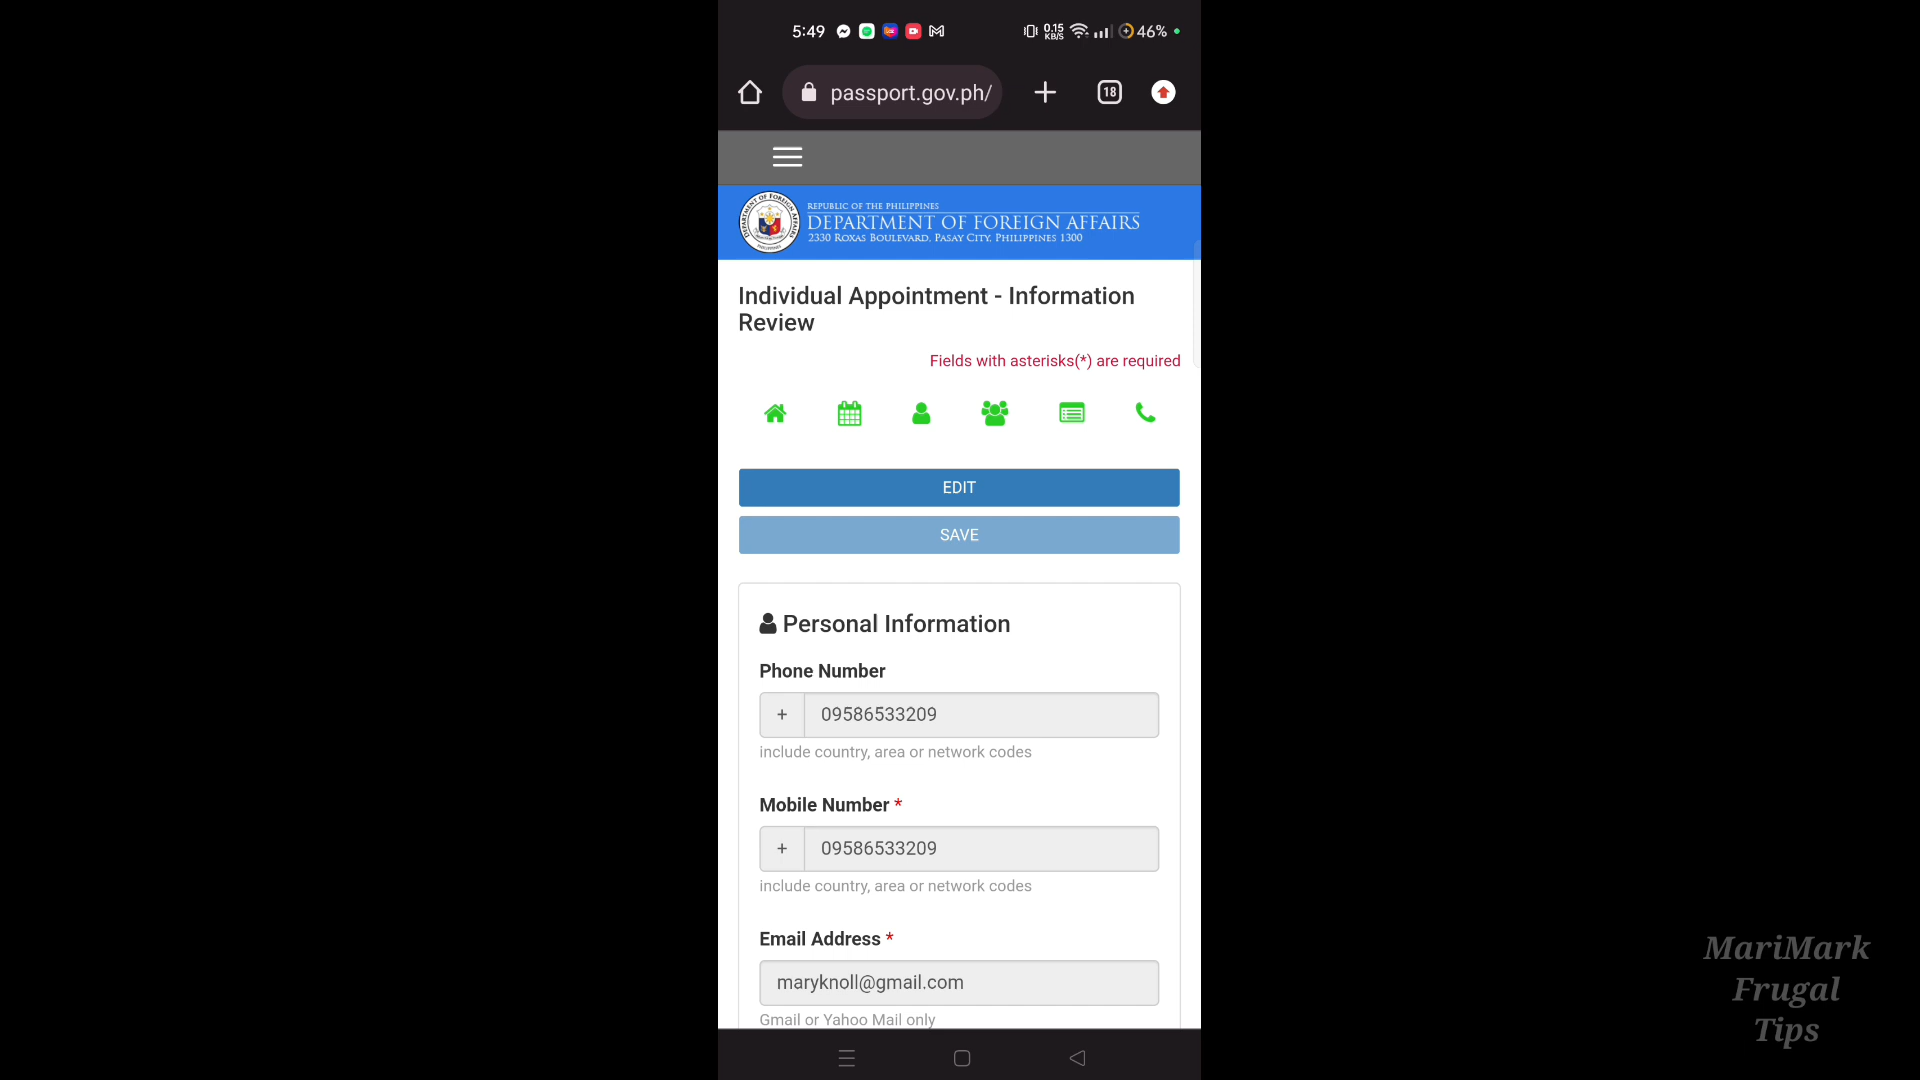 5:49
0.15
KB/S
46%
passport.gov.ph/
18
REPUBLIC OF THE PHILIPPINES
DEPARTMENT OF FOREIGN AFFAIRS
2330 ROXAS BOULEVARD, PASAY CITY, PHILIPPINES 1300
Individual Appointment - Information
Review
Fields with asterisks(*) are required
EDIT
SAVE
Personal Information
Phone Number
+ 09586533209
include country, area or network codes
Mobile Number *
+ 09586533209
include country, area or network codes
Email Address *
maryknoll@gmail.com
Gmail or Yahoo Mail only
MariMark
Frugal
Tips